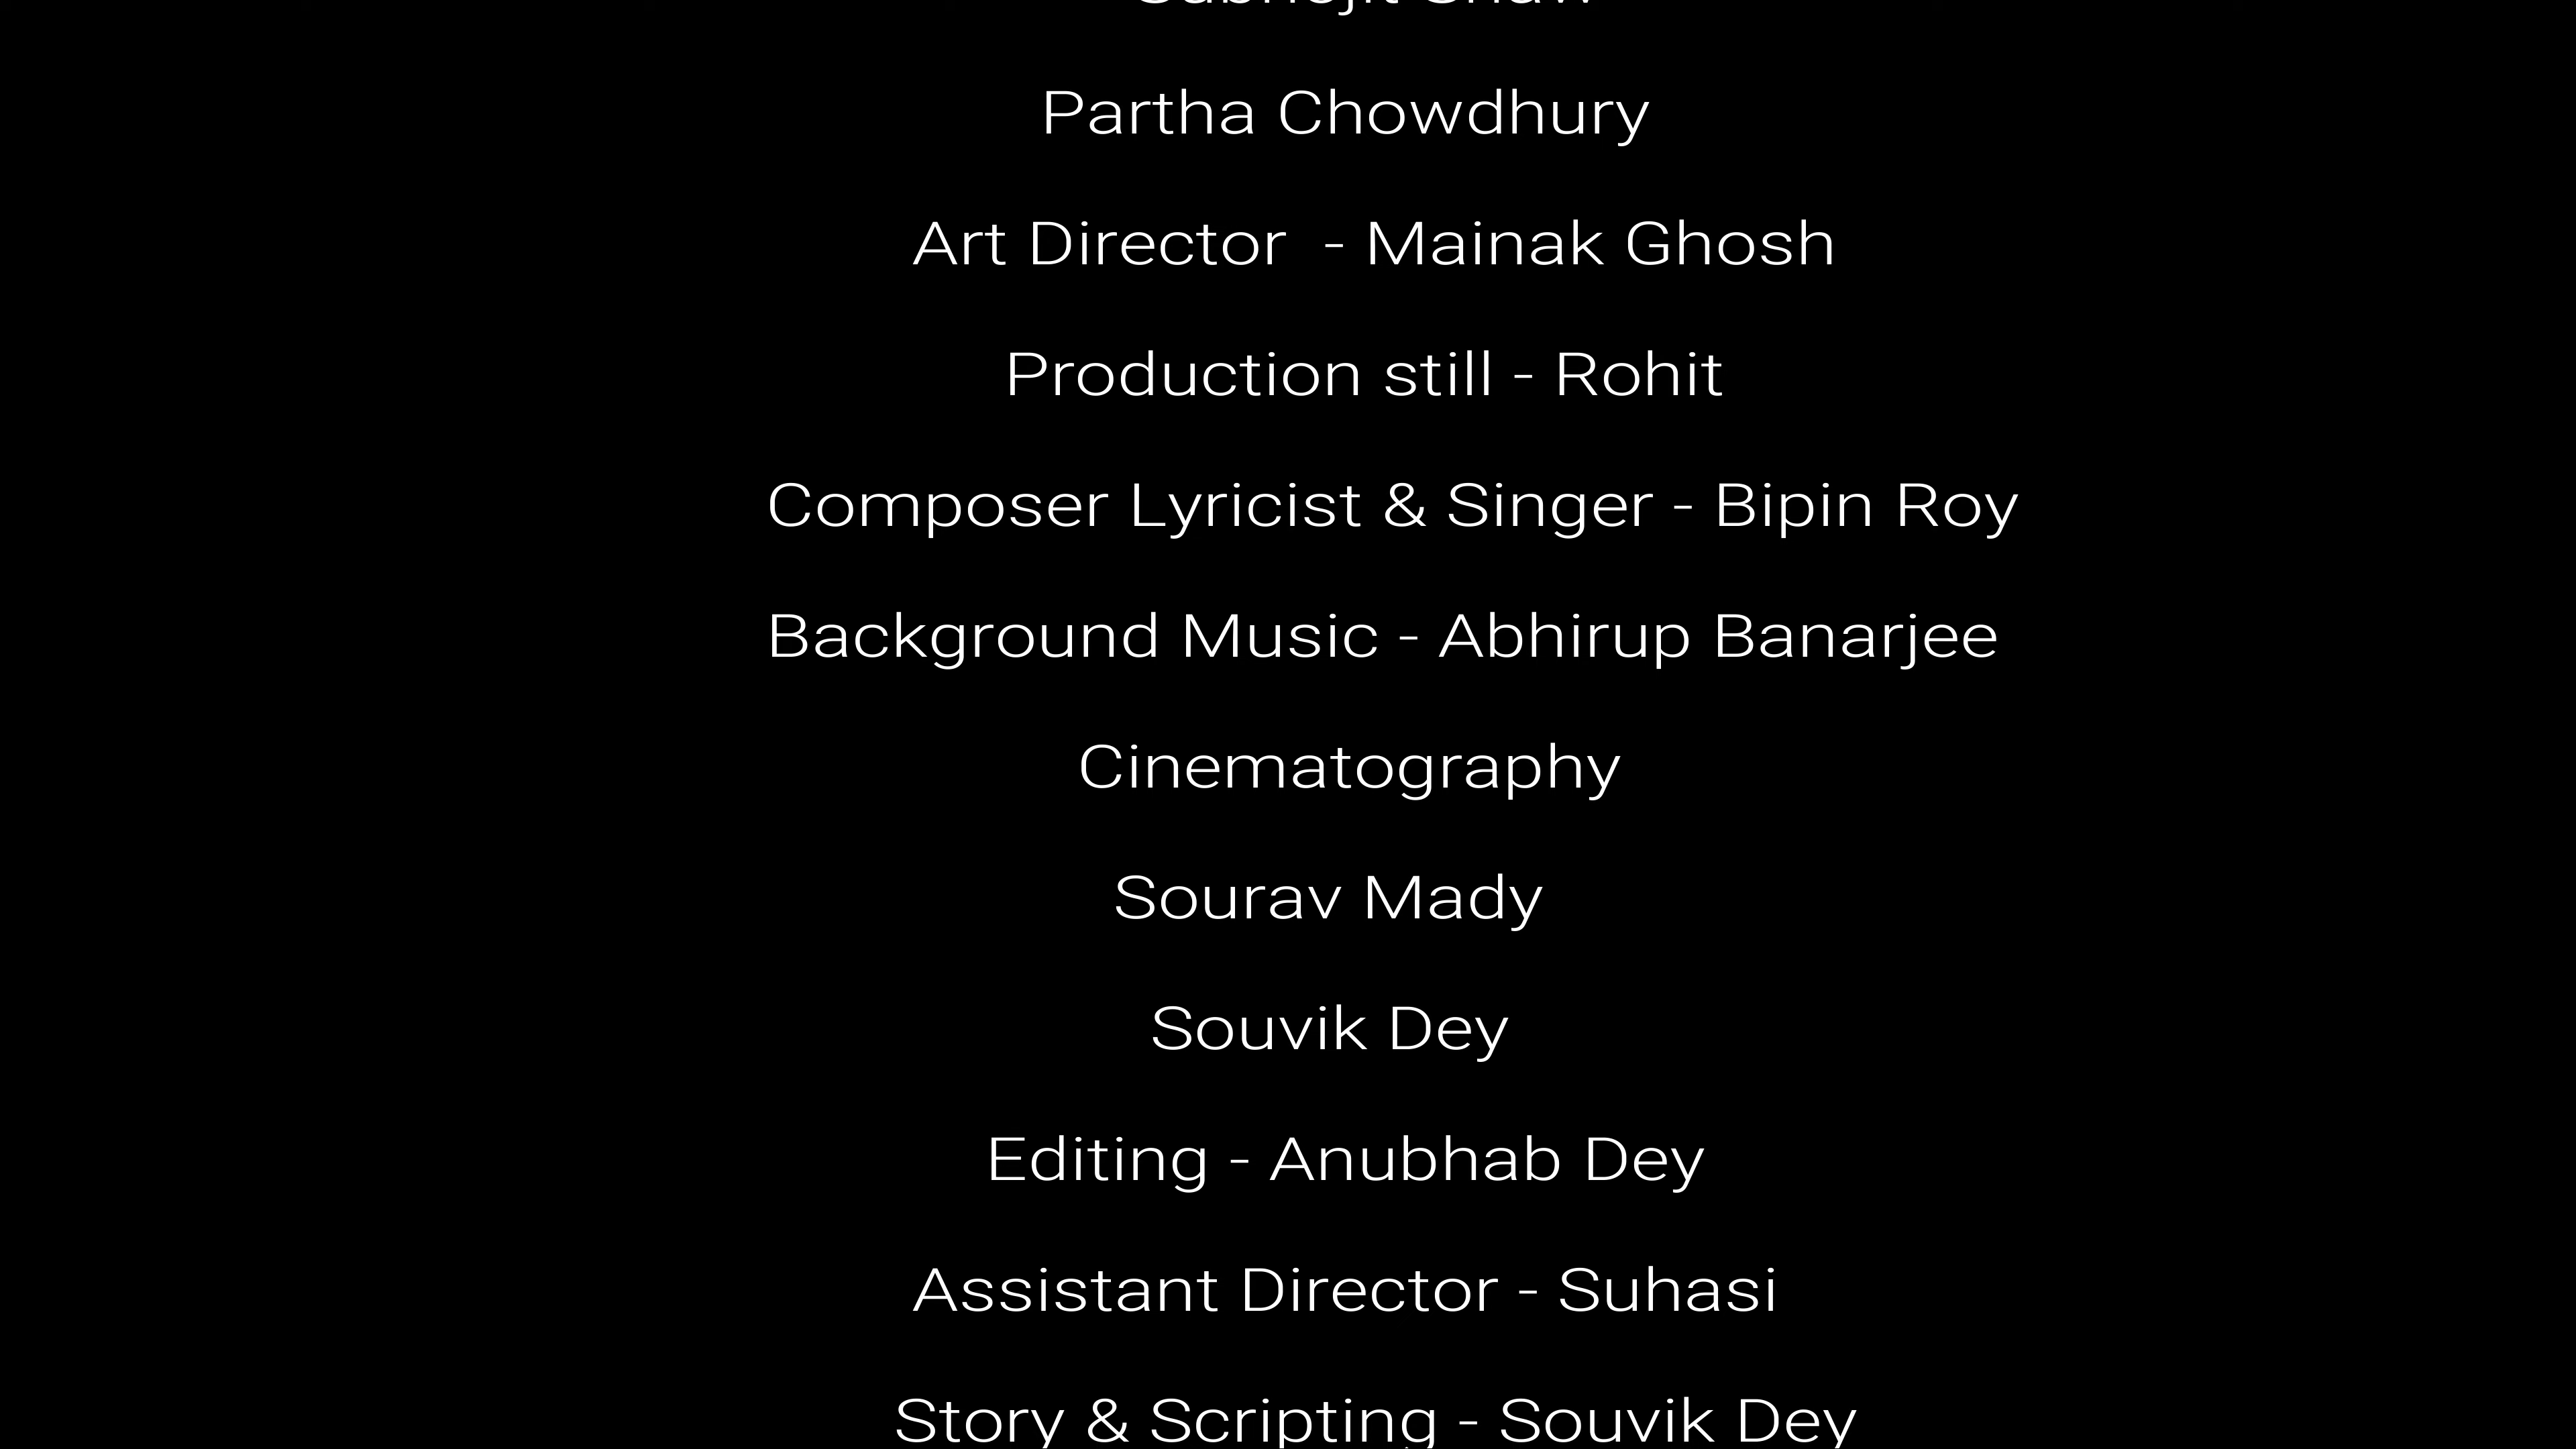 Partha Chowdhury
Art Director  - Mainak Ghosh
Production still - Rohit
Composer Lyricist & Singer - Bipin Roy
Background Music - Abhirup Banarjee
Cinematography
Sourav Mady
Souvik Dey
Editing - Anubhab Dey
Assistant Director - Suhasi
Story & Scripting - Souvik Dey